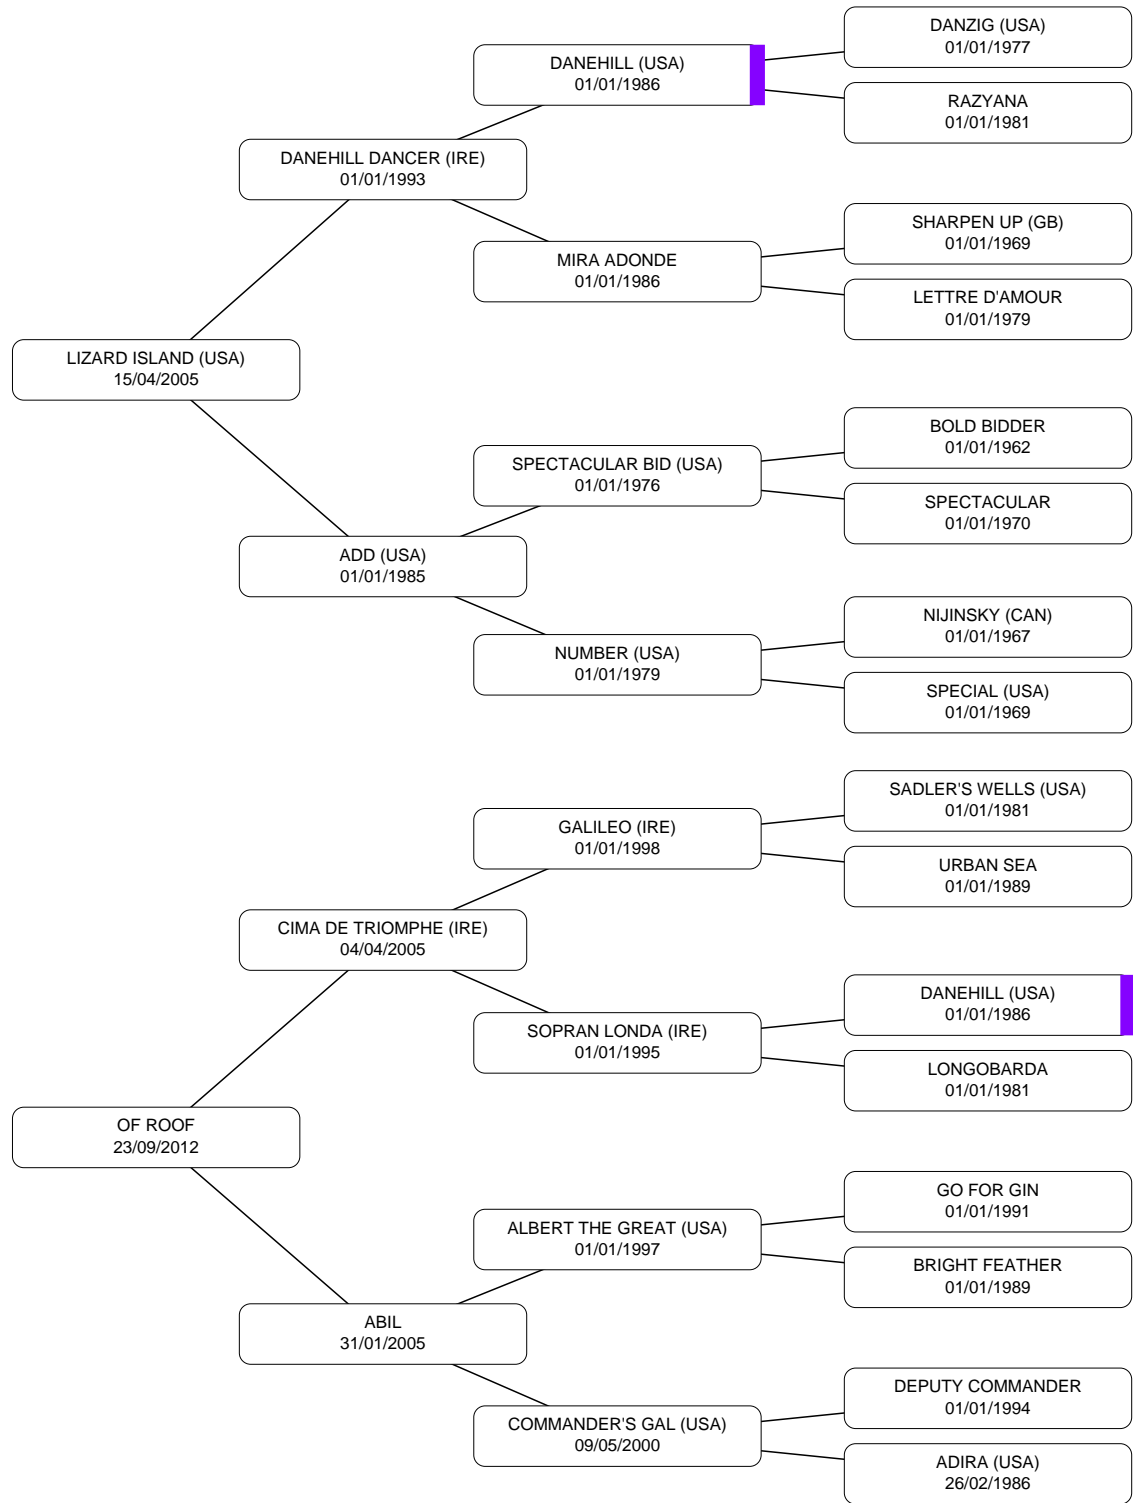 DANZIG (USA)
01/01/1977
DANEHILL (USA)
01/01/1986
RAZYANA
01/01/1981
DANEHILL DANCER (IRE)
01/01/1993
SHARPEN UP (GB)
01/01/1969
MIRA ADONDE
01/01/1986
LETTRE D'AMOUR
01/01/1979
LIZARD ISLAND (USA)
15/04/2005
BOLD BIDDER
01/01/1962
SPECTACULAR BID (USA)
01/01/1976
SPECTACULAR
01/01/1970
ADD (USA)
01/01/1985
NIJINSKY (CAN)
01/01/1967
NUMBER (USA)
01/01/1979
SPECIAL (USA)
01/01/1969
SADLER'S WELLS (USA)
01/01/1981
GALILEO (IRE)
01/01/1998
URBAN SEA
01/01/1989
CIMA DE TRIOMPHE (IRE)
04/04/2005
DANEHILL (USA)
01/01/1986
SOPRAN LONDA (IRE)
01/01/1995
LONGOBARDA
01/01/1981
OF ROOF
23/09/2012
GO FOR GIN
01/01/1991
ALBERT THE GREAT (USA)
01/01/1997
BRIGHT FEATHER
01/01/1989
ABIL
31/01/2005
DEPUTY COMMANDER
01/01/1994
COMMANDER'S GAL (USA)
09/05/2000
ADIRA (USA)
26/02/1986